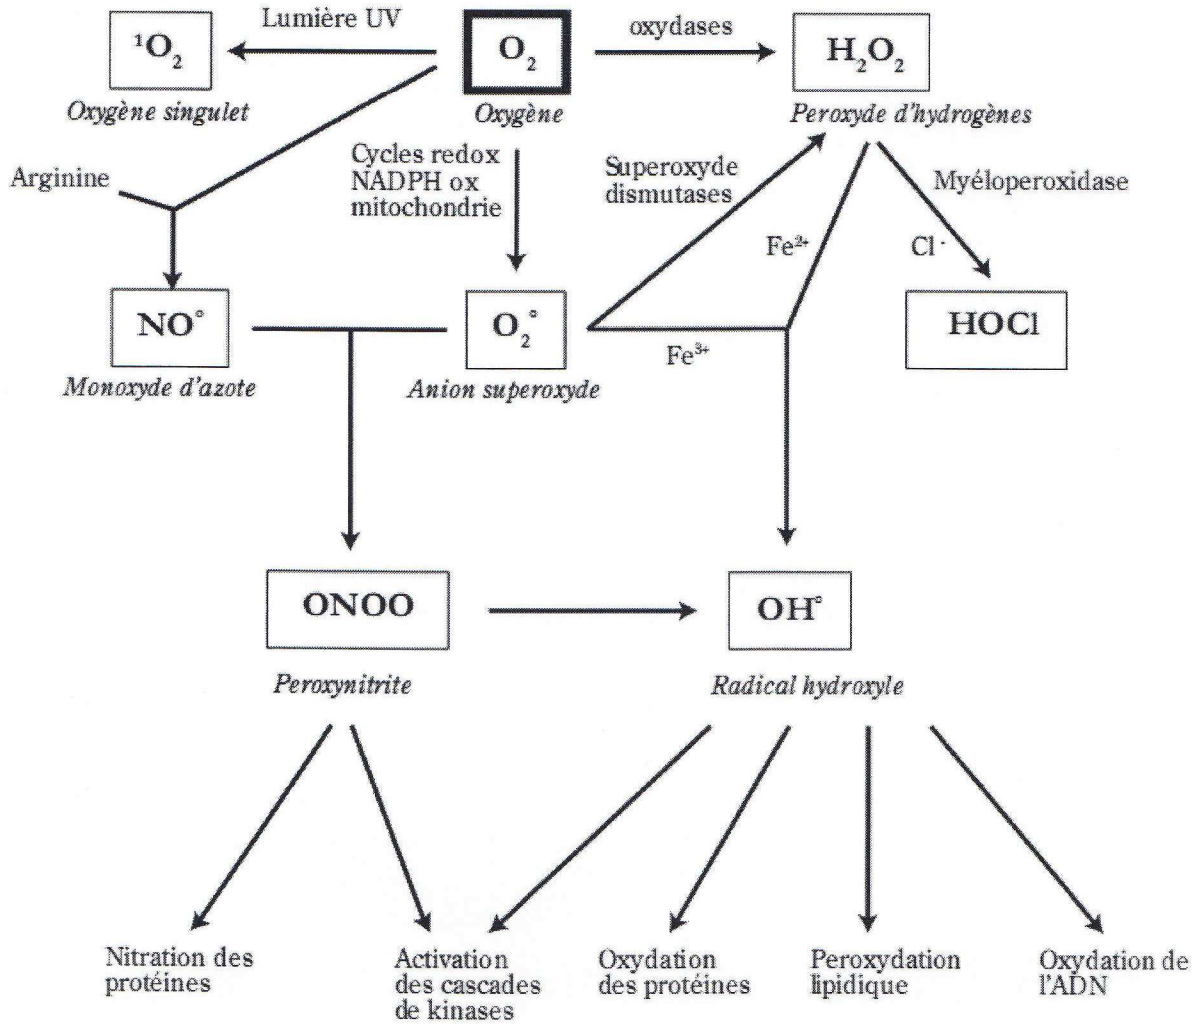 Lumière UV
oxydases
¹O₂
O₂
H₂O₂
Oxygène singulet
Oxygène
Peroxyde d'hydrogènes
Arginine
Cycles redox
NADPH ox
mitochondrie
Superoxyde
dismutases
Myéloperoxidase
Fe²⁺
Cl⁻
NO°
O₂°
HOCl
Fe³⁺
Monoxyde d'azote
Anion superoxyde
ONOO
OH°
Peroxynitrite
Radical hydroxyle
Nitration des
protéines
Activation
des cascades
de kinases
Oxydation
des protéines
Peroxydation
lipidique
Oxydation de
l'ADN